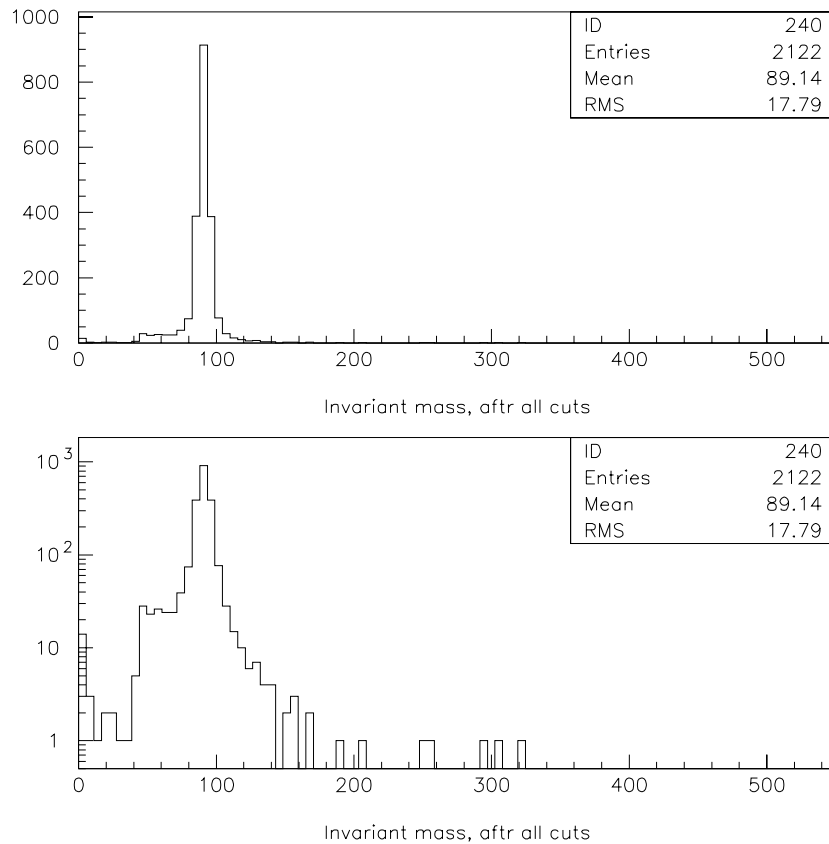 1000
800
600
400
200
0
ID 240
Entries 2122
Mean 89.14
RMS 17.79
0 100 200 300 400 500
Invariant mass, aftr all cuts
10^3
10^2
10
1
ID 240
Entries 2122
Mean 89.14
RMS 17.79
0 100 200 300 400 500
Invariant mass, aftr all cuts